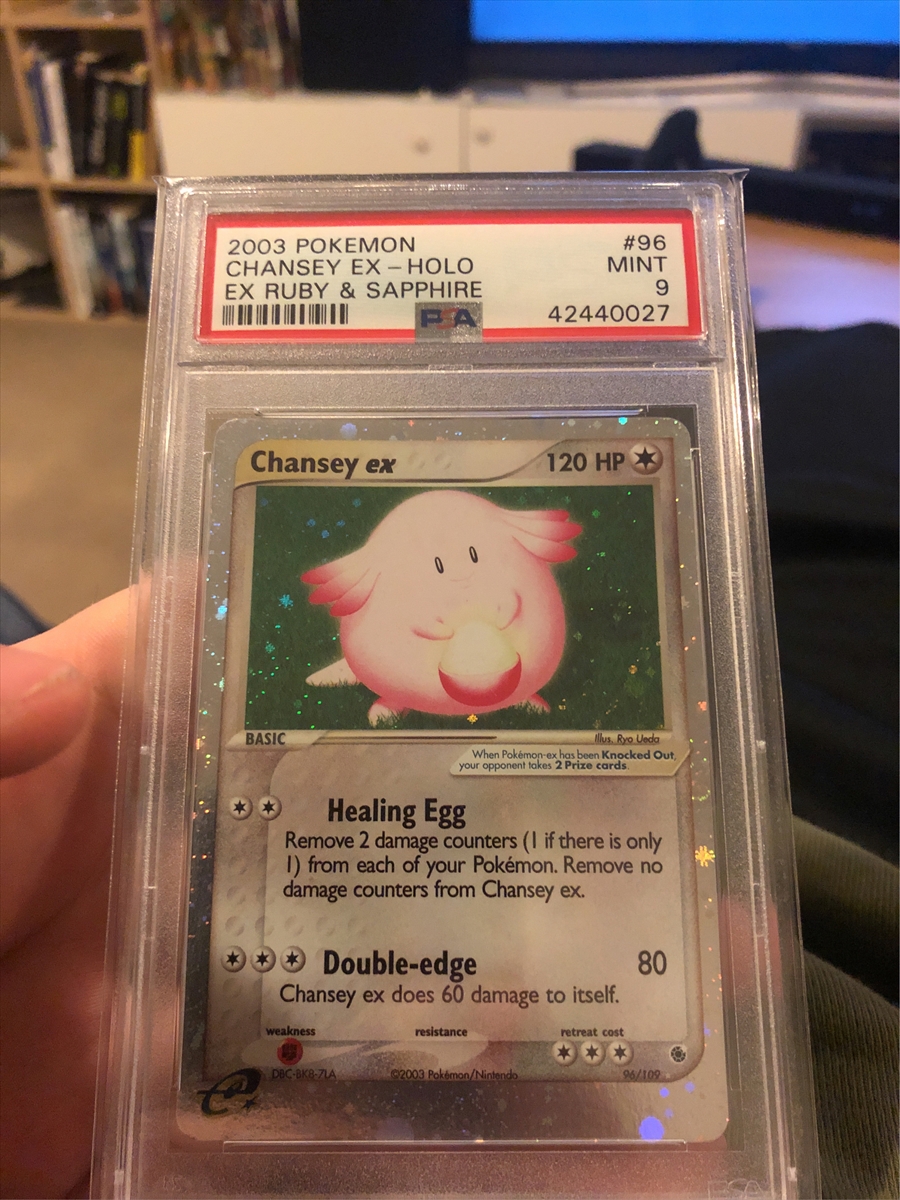 2003 POKEMON #96
CHANSEY EX – HOLO MINT
EX RUBY & SAPPHIRE 9
PSA 42440027
Chansey ex 120 HP
BASIC Illus. Ryo Ueda
When Pokémon-ex has been Knocked Out,
your opponent takes 2 Prize cards.
Healing Egg
Remove 2 damage counters (1 if there is only
1) from each of your Pokémon. Remove no
damage counters from Chansey ex.
Double-edge 80
Chansey ex does 60 damage to itself.
weakness resistance retreat cost
DBC-BKB-7LA ©2003 Pokémon/Nintendo 96/109
e
PSA